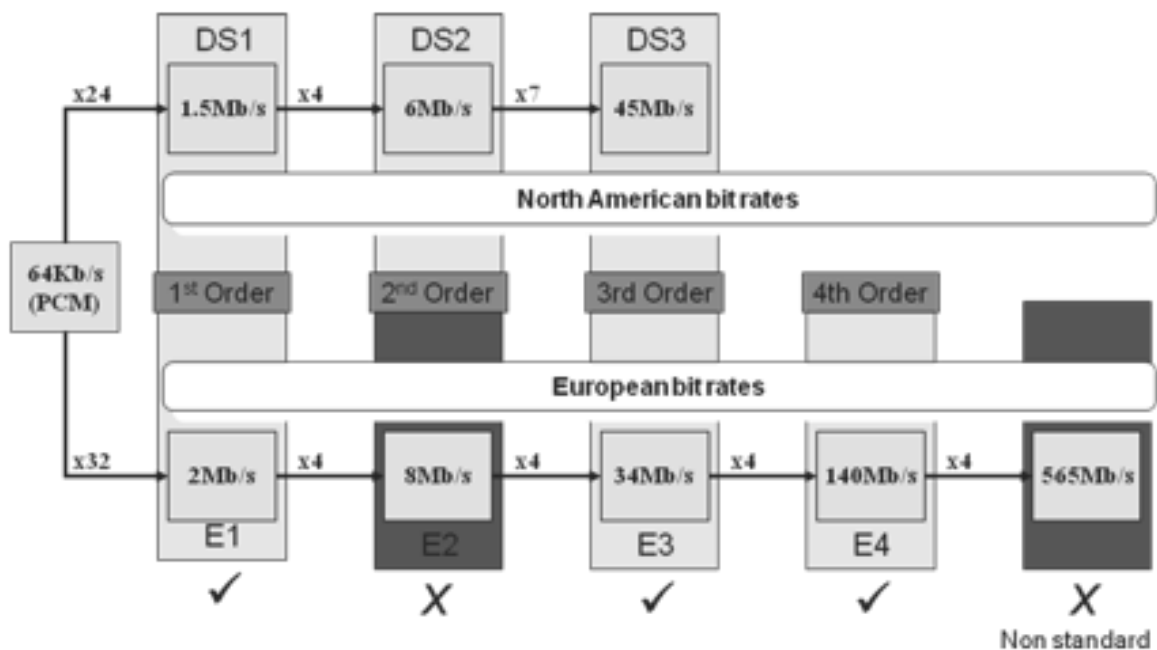 DS1
DS2
DS3
x24
1.5Mb/s
x4
6Mb/s
x7
45Mb/s
North American bit rates
64Kb/s
(PCM)
1st Order
2nd Order
3rd Order
4th Order
European bit rates
x32
2Mb/s
x4
8Mb/s
x4
34Mb/s
x4
140Mb/s
x4
565Mb/s
E1
E2
E3
E4
✓
X
✓
✓
X
Non standard